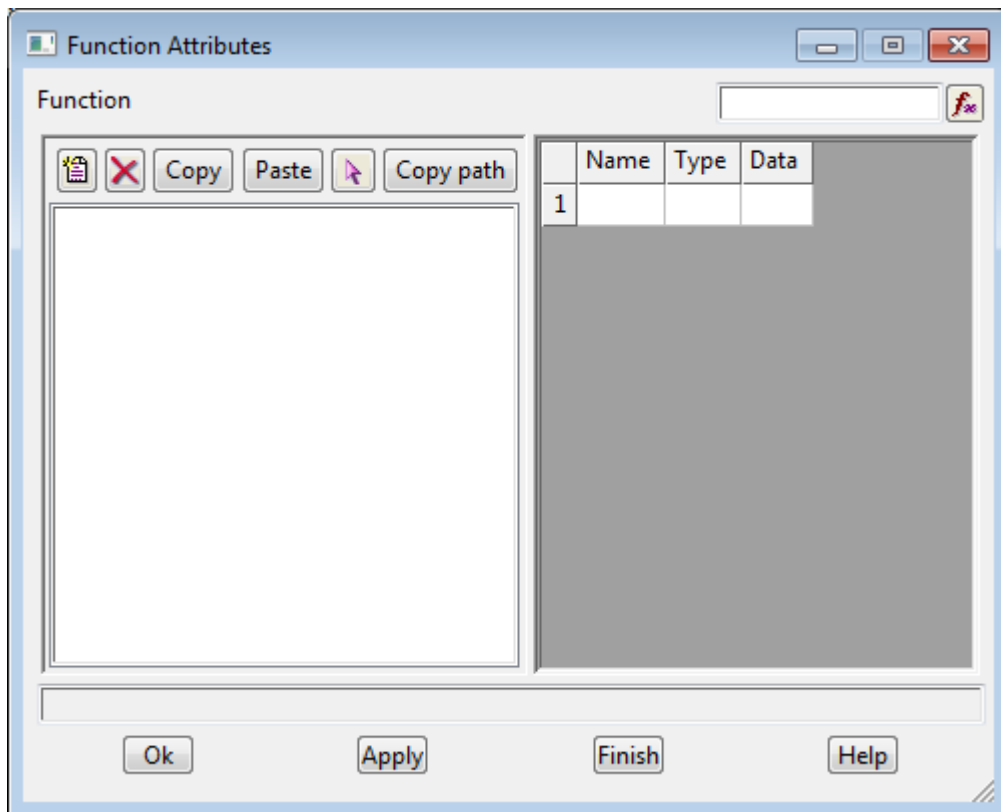 Function Attributes
Function
Copy Paste Copy path
Name Type Data
1
Ok Apply Finish Help